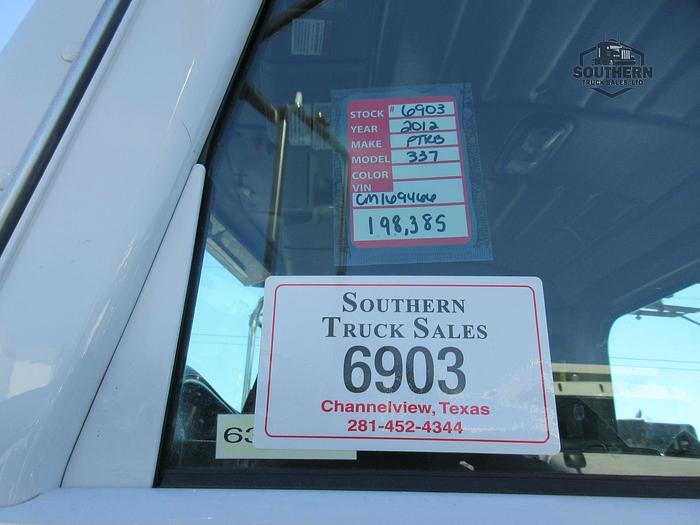 SOUTHERN
TRUCK SALES, LTD
STOCK # 6903
YEAR 2012
MAKE PTRB
MODEL 337
COLOR
VIN
CM169466
198,385
SOUTHERN
TRUCK SALES
6903
Channelview, Texas
281-452-4344
63